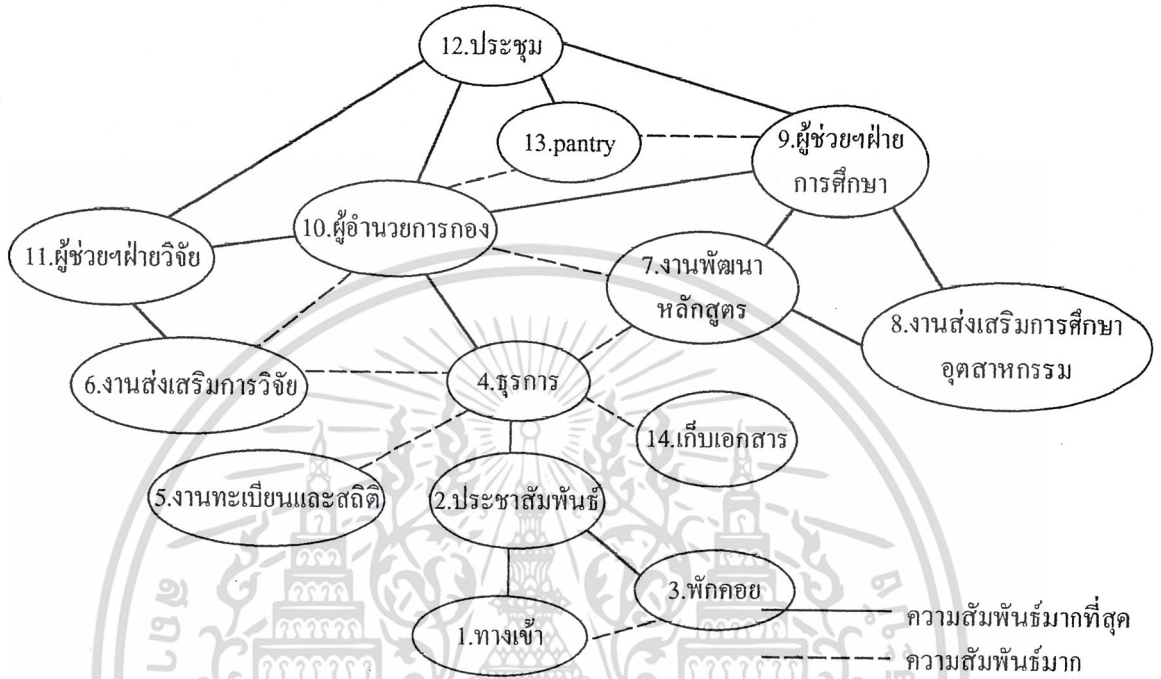 12.ประชุม
13.pantry
9.ผู้ช่วยฯฝ่าย
การศึกษา
10.ผู้อำนวยการกอง
11.ผู้ช่วยฯฝ่ายวิจัย
7.งานพัฒนา
หลักสูตร
8.งานส่งเสริมการศึกษา
อุตสาหกรรม
6.งานส่งเสริมการวิจัย
4.ธุรการ
14.เก็บเอกสาร
5.งานทะเบียนและสถิติ
2.ประชาสัมพันธ์
3.พักคอย
1.ทางเข้า
ความสัมพันธ์มากที่สุด
ความสัมพันธ์มาก